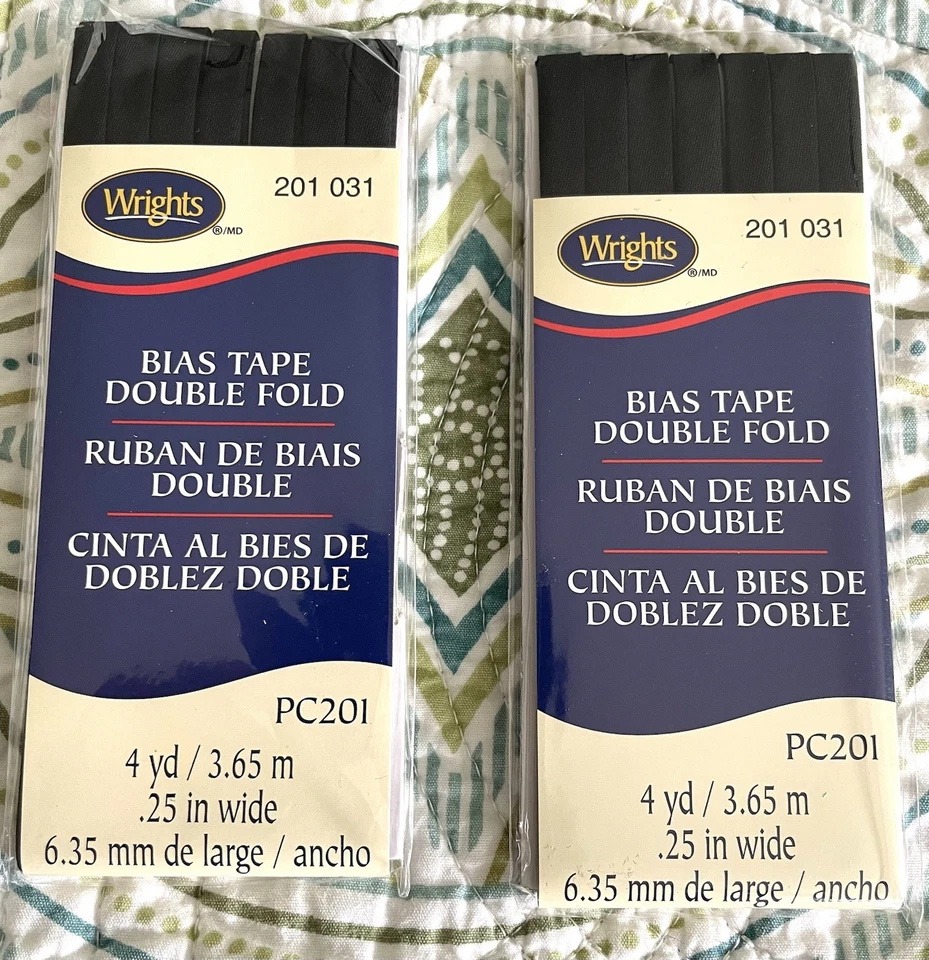 Wrights
®/MD
201 031
BIAS TAPE
DOUBLE FOLD
RUBAN DE BIAIS
DOUBLE
CINTA AL BIES DE
DOBLEZ DOBLE
PC201
4 yd / 3.65 m
.25 in wide
6.35 mm de large / ancho
Wrights
®/MD
201 031
BIAS TAPE
DOUBLE FOLD
RUBAN DE BIAIS
DOUBLE
CINTA AL BIES DE
DOBLEZ DOBLE
PC201
4 yd / 3.65 m
.25 in wide
6.35 mm de large / ancho